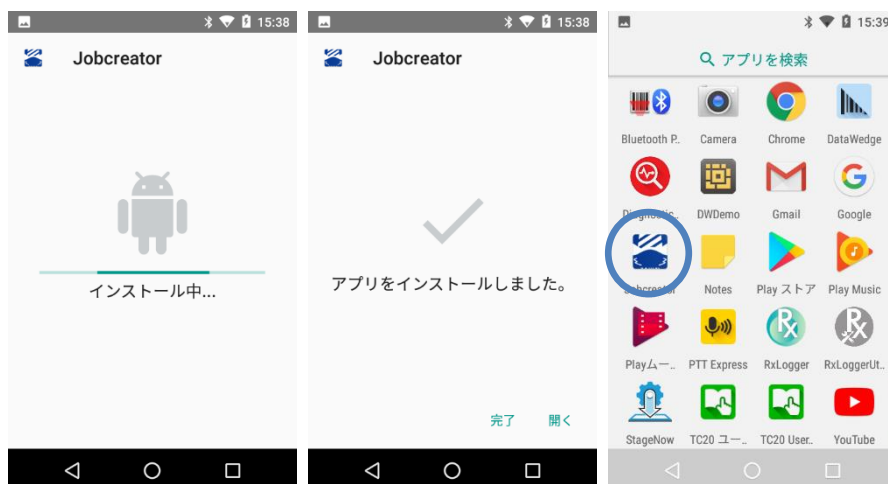 15:38
Jobcreator
インストール中...
15:38
Jobcreator
アプリをインストールしました。
完了 開く
15:39
アプリを検索
Bluetooth P.. Camera Chrome DataWedge
Diagnostic.. DWDemo Gmail Google
Jobcreator Notes Play ストア Play Music
Playムー.. PTT Express RxLogger RxLoggerUt..
StageNow TC20 ユー.. TC20 User.. YouTube